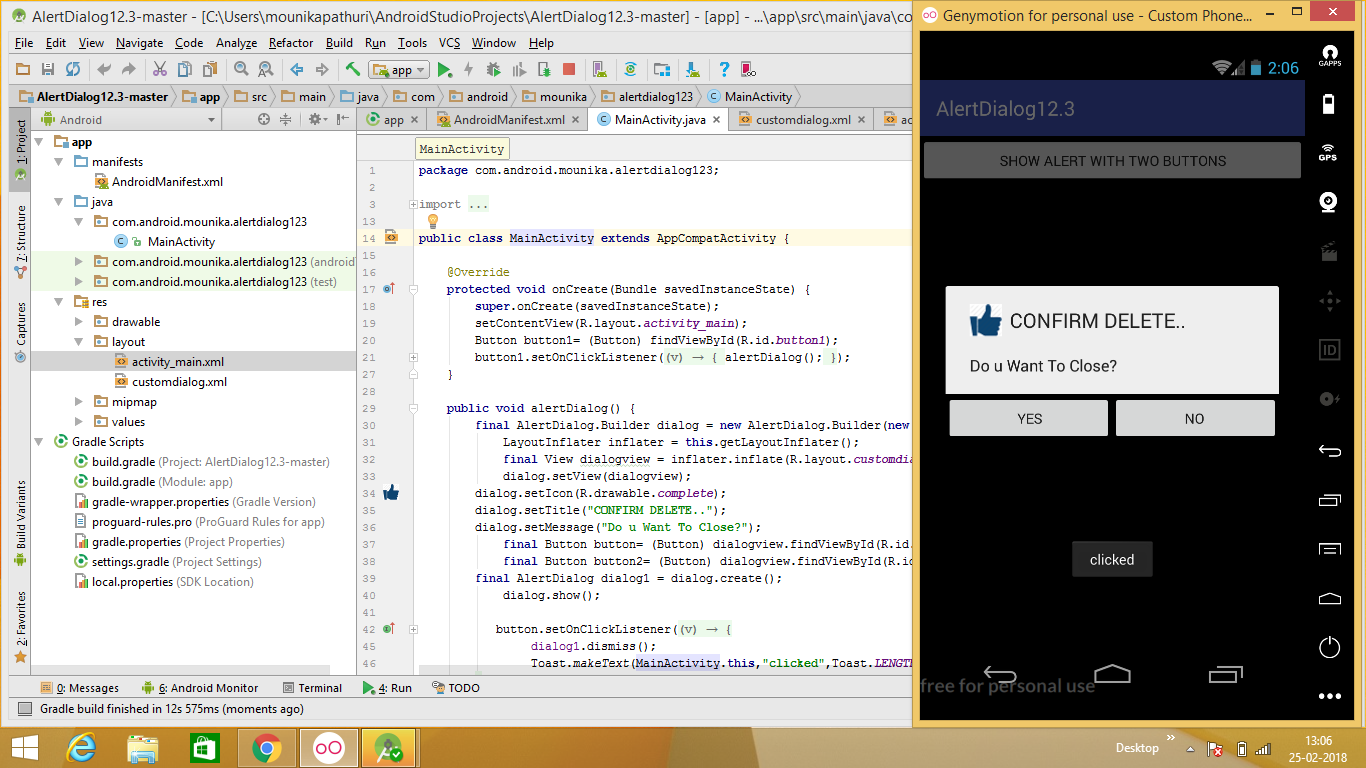 AlertDialog12.3-master - [C:\Users\mounikapathuri\AndroidStudioProjects\AlertDialog12.3-master] - [app] - ...\app\src\main\java\co
File Edit View Navigate Code Analyze Refactor Build Run Tools VCS Window Help
app
AlertDialog12.3-master app src main java com android mounika alertdialog123 MainActivity
1: Project
7: Structure
Captures
Build Variants
2: Favorites
Android
app
manifests
AndroidManifest.xml
java
com.android.mounika.alertdialog123
MainActivity
com.android.mounika.alertdialog123 (android
com.android.mounika.alertdialog123 (test)
res
drawable
layout
activity_main.xml
customdialog.xml
mipmap
values
Gradle Scripts
build.gradle (Project: AlertDialog12.3-master)
build.gradle (Module: app)
gradle-wrapper.properties (Gradle Version)
proguard-rules.pro (ProGuard Rules for app)
gradle.properties (Project Properties)
settings.gradle (Project Settings)
local.properties (SDK Location)
app AndroidManifest.xml MainActivity.java customdialog.xml ac
MainActivity
1 package com.android.mounika.alertdialog123;
2
3 import ...
13
14 public class MainActivity extends AppCompatActivity {
15
16 @Override
17 protected void onCreate(Bundle savedInstanceState) {
18 super.onCreate(savedInstanceState);
19 setContentView(R.layout.activity_main);
20 Button button1= (Button) findViewById(R.id.button1);
21 button1.setOnClickListener((v) → { alertDialog(); });
27 }
28
29 public void alertDialog() {
30 final AlertDialog.Builder dialog = new AlertDialog.Builder(new
31 LayoutInflater inflater = this.getLayoutInflater();
32 final View dialogview = inflater.inflate(R.layout.customdia
33 dialog.setView(dialogview);
34 dialog.setIcon(R.drawable.complete);
35 dialog.setTitle("CONFIRM DELETE..");
36 dialog.setMessage("Do u Want To Close?");
37 final Button button= (Button) dialogview.findViewById(R.id.
38 final Button button2= (Button) dialogview.findViewById(R.id
39 final AlertDialog dialog1 = dialog.create();
40 dialog.show();
41
42 button.setOnClickListener((v) → {
45 dialog1.dismiss();
46 Toast.makeText(MainActivity.this,"clicked",Toast.LENGT
0: Messages 6: Android Monitor Terminal 4: Run TODO
Gradle build finished in 12s 575ms (moments ago)
Genymotion for personal use - Custom Phone...
2:06
AlertDialog12.3
SHOW ALERT WITH TWO BUTTONS
CONFIRM DELETE..
Do u Want To Close?
YES NO
clicked
free for personal use
GAPPS
GPS
ID
Desktop
13:06
25-02-2018